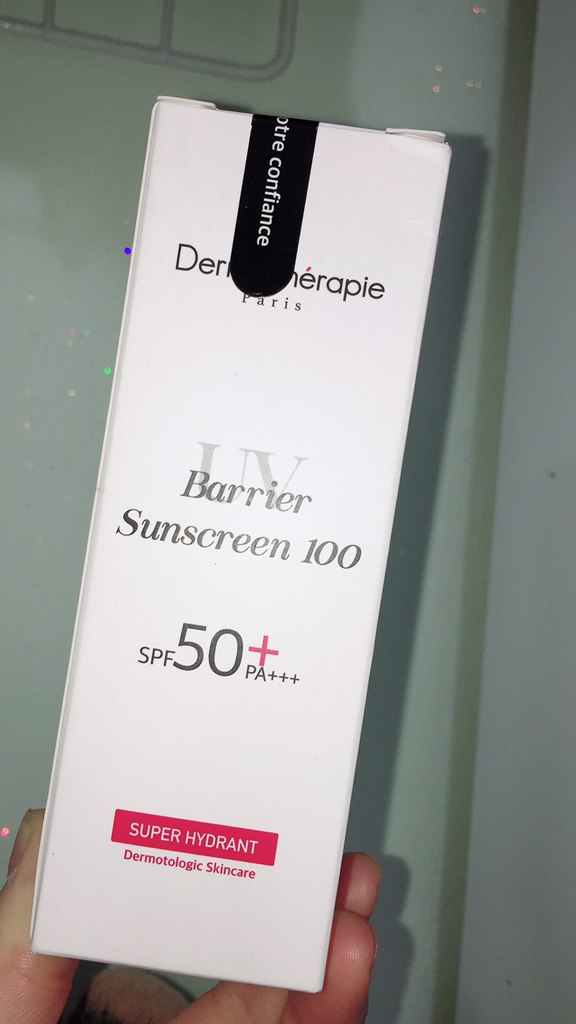 otre confiance
Paris
UV
Barrier
Sunscreen 100
SPF50+
PA+++
SUPER HYDRANT
Dermotologic Skincare